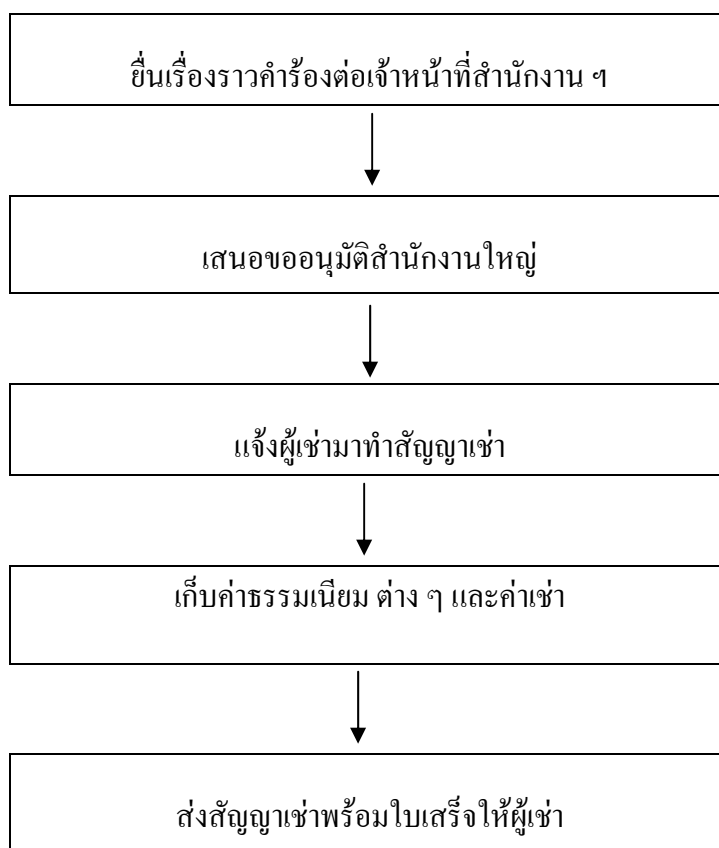 ยื่นเรื่องราวคำร้องต่อเจ้าหน้าที่สำนักงาน ฯ
เสนอขออนุมัติสำนักงานใหญ่
แจ้งผู้เช่ามาทำสัญญาเช่า
เก็บค่าธรรมเนียม ต่าง ๆ และค่าเช่า
ส่งสัญญาเช่าพร้อมใบเสร็จให้ผู้เช่า